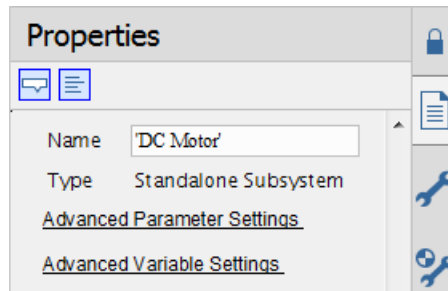 Properties
Name 'DC Motor'
Type Standalone Subsystem
Advanced Parameter Settings
Advanced Variable Settings